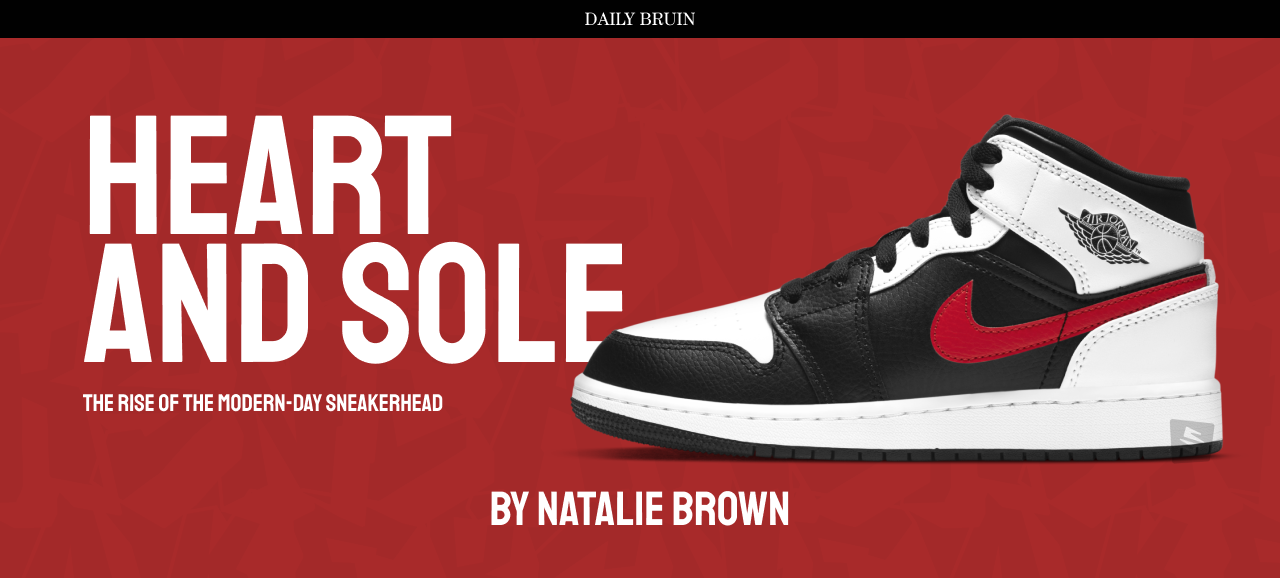 DAILY BRUIN
HEART
AND SOLE
THE RISE OF THE MODERN-DAY SNEAKERHEAD
AIR JORDAN
BY NATALIE BROWN